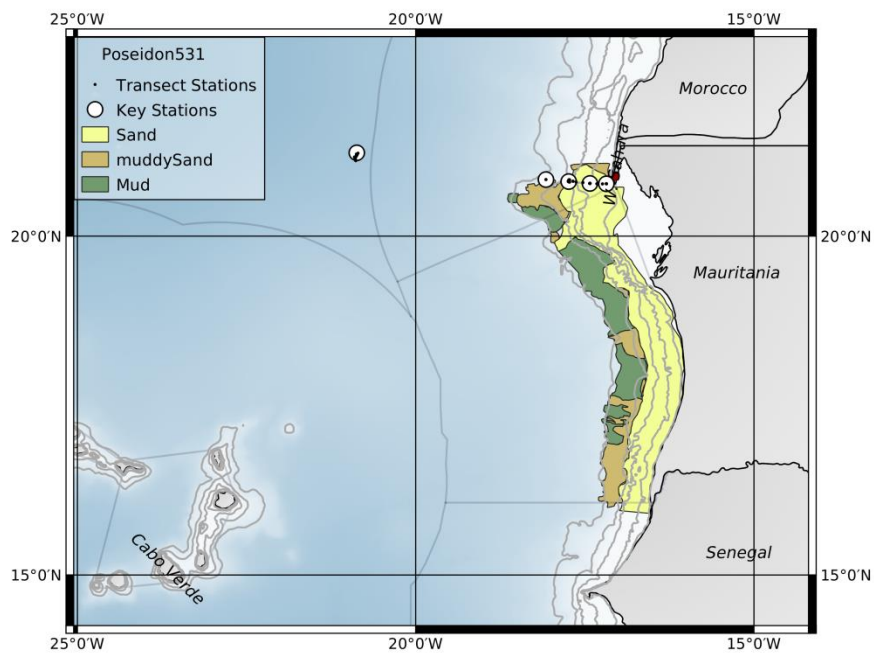 25°0′W 20°0′W 15°0′W
Poseidon531
Transect Stations
Key Stations
Sand
muddySand
Mud
Morocco
20°0′N 20°0′N
Mauritania
Cabo Verde
Senegal
15°0′N 15°0′N
25°0′W 20°0′W 15°0′W